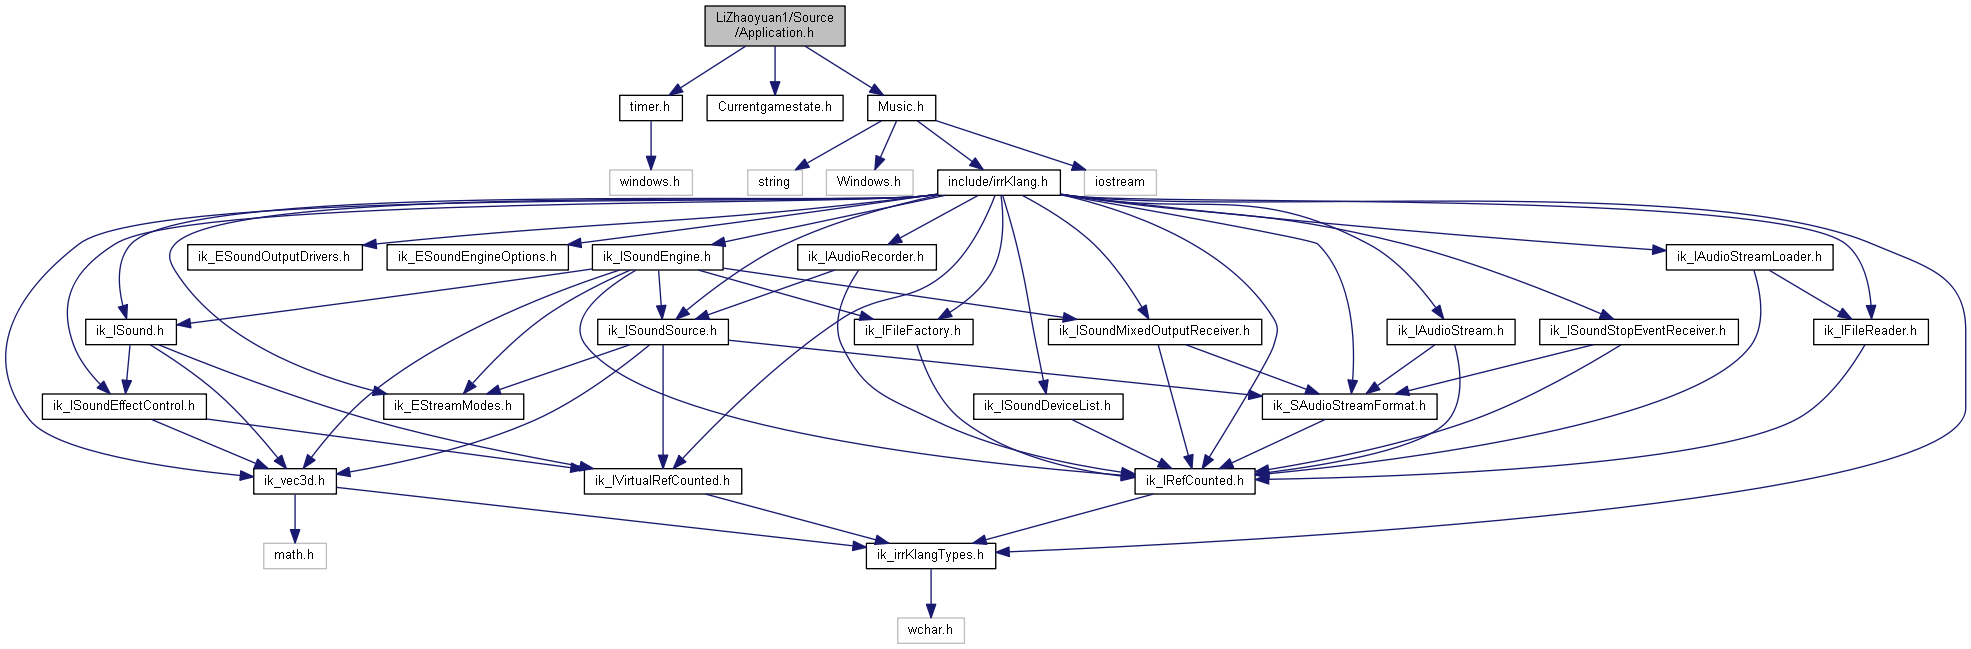 LiZhaoyuan1/Source
/Application.h
timer.h
Currentgamestate.h
Music.h
windows.h
string
Windows.h
include/irrKlang.h
iostream
ik_ESoundOutputDrivers.h
ik_ESoundEngineOptions.h
ik_ISoundEngine.h
ik_IAudioRecorder.h
ik_IAudioStreamLoader.h
ik_ISound.h
ik_ISoundSource.h
ik_IFileFactory.h
ik_ISoundMixedOutputReceiver.h
ik_IAudioStream.h
ik_ISoundStopEventReceiver.h
ik_IFileReader.h
ik_ISoundEffectControl.h
ik_EStreamModes.h
ik_ISoundDeviceList.h
ik_SAudioStreamFormat.h
ik_vec3d.h
ik_IVirtualRefCounted.h
ik_IRefCounted.h
math.h
ik_irrKlangTypes.h
wchar.h